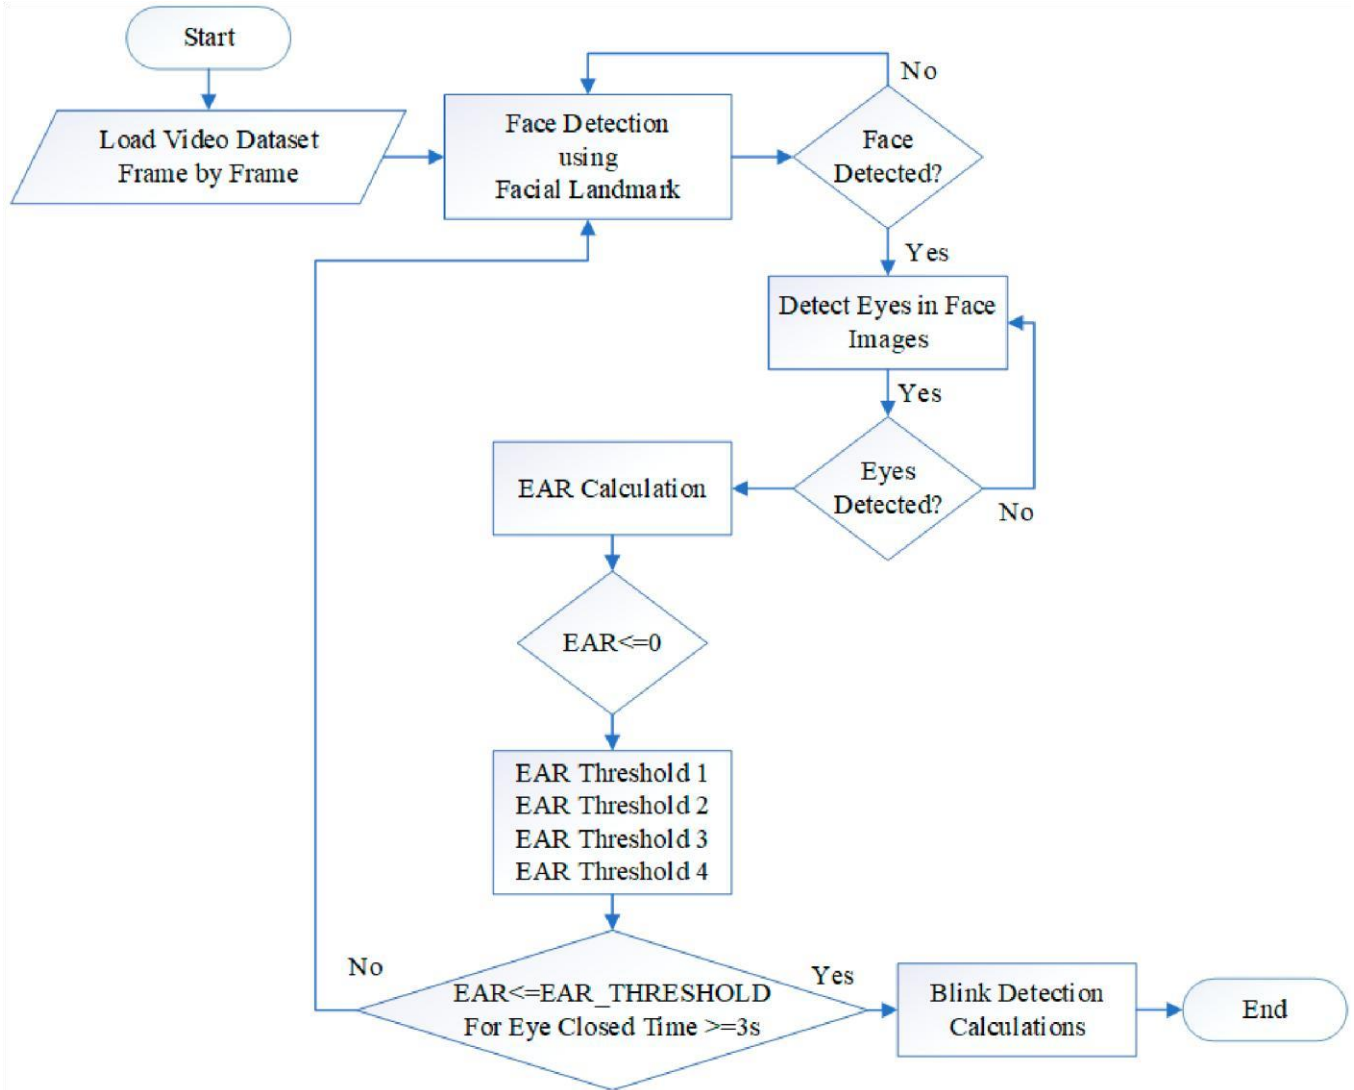 Start
Load Video Dataset
Frame by Frame
Face Detection
using
Facial Landmark
No
Face
Detected?
Yes
Detect Eyes in Face
Images
Yes
Eyes
Detected?
No
EAR Calculation
EAR<=0
EAR Threshold 1
EAR Threshold 2
EAR Threshold 3
EAR Threshold 4
No
EAR<=EAR_THRESHOLD
For Eye Closed Time >=3s
Yes
Blink Detection
Calculations
End